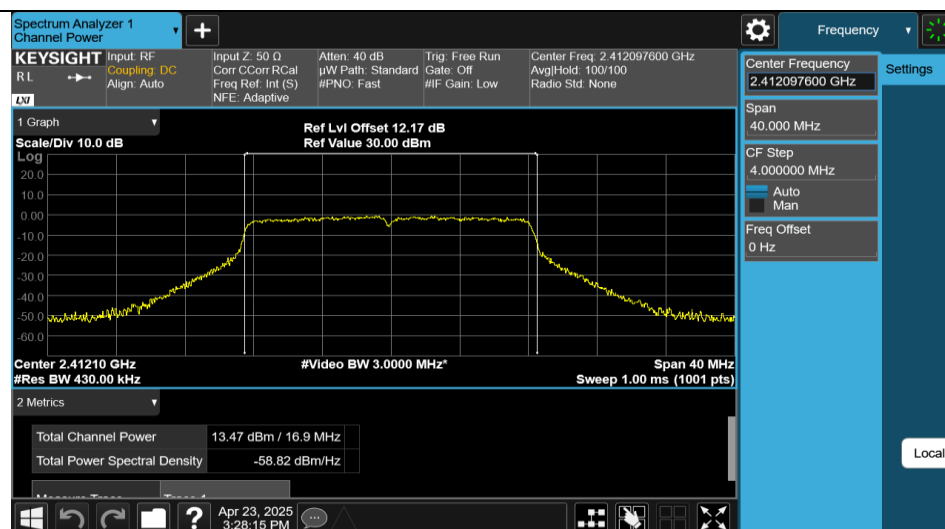 Spectrum Analyzer 1
Channel Power
+
Frequency
KEYSIGHT
RL
LXI
Input: RF
Coupling: DC
Align: Auto
Input Z: 50 Ω
Corr CCorr RCal
Freq Ref: Int (S)
NFE: Adaptive
Atten: 40 dB
µW Path: Standard
#PNO: Fast
Trig: Free Run
Gate: Off
#IF Gain: Low
Center Freq: 2.412097600 GHz
Avg|Hold: 100/100
Radio Std: None
Center Frequency
2.412097600 GHz
Settings
Span
40.000 MHz
CF Step
4.000000 MHz
Auto
Man
Freq Offset
0 Hz
Local
1 Graph
Scale/Div 10.0 dB
Ref Lvl Offset 12.17 dB
Ref Value 30.00 dBm
Log
20.0
10.0
0.00
-10.0
-20.0
-30.0
-40.0
-50.0
-60.0
Center 2.41210 GHz
#Video BW 3.0000 MHz*
Span 40 MHz
#Res BW 430.00 kHz
Sweep 1.00 ms (1001 pts)
2 Metrics
Total Channel Power 13.47 dBm / 16.9 MHz
Total Power Spectral Density -58.82 dBm/Hz
?
Apr 23, 2025
3:28:15 PM